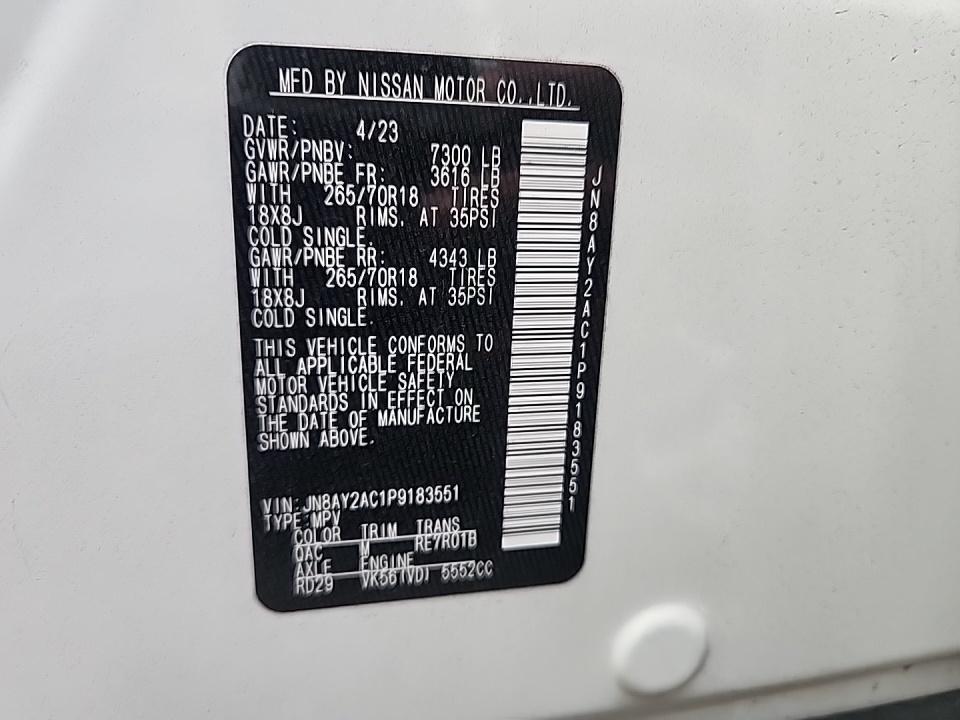 MFD BY NISSAN MOTOR CO.,LTD.
DATE: 4/23
GVWR/PNBV: 7300 LB
GAWR/PNBE FR: 3616 LB
WITH 265/70R18 TIRES
18X8J RIMS. AT 35PSI
COLD SINGLE.
GAWR/PNBE RR: 4343 LB
WITH 265/70R18 TIRES
18X8J RIMS. AT 35PSI
COLD SINGLE.
THIS VEHICLE CONFORMS TO
ALL APPLICABLE FEDERAL
MOTOR VEHICLE SAFETY
STANDARDS IN EFFECT ON
THE DATE OF MANUFACTURE
SHOWN ABOVE.
VIN:JN8AY2AC1P9183551
TYPE:MPV
COLOR TRIM TRANS
QAC M RE7R01B
AXLE ENGINE
RD29 VK56(VD) 5552CC
JN8AY2AC1P9183551